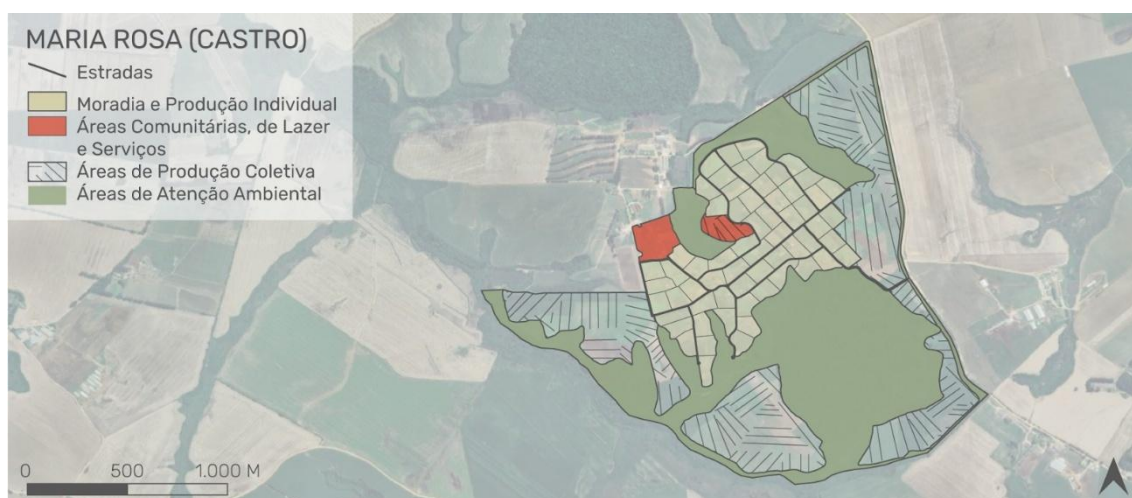 MARIA ROSA (CASTRO)
Estradas
Moradia e Produção Individual
Áreas Comunitárias, de Lazer
e Serviços
Áreas de Produção Coletiva
Áreas de Atenção Ambiental
0 500 1.000 M